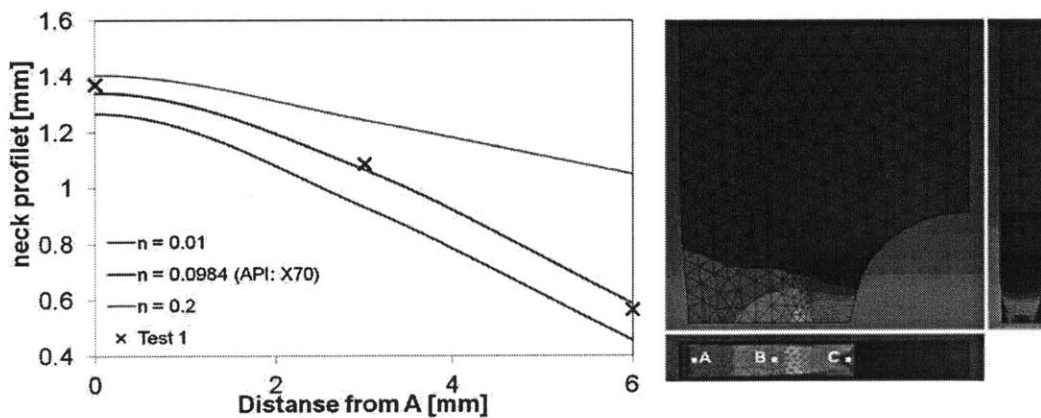 neck profilet [mm]
1.6
1.4
1.2
1
0.8
0.6
0.4
n = 0.01
n = 0.0984 (API: X70)
n = 0.2
× Test 1
0
2
4
6
Distanse from A [mm]
A
B
C